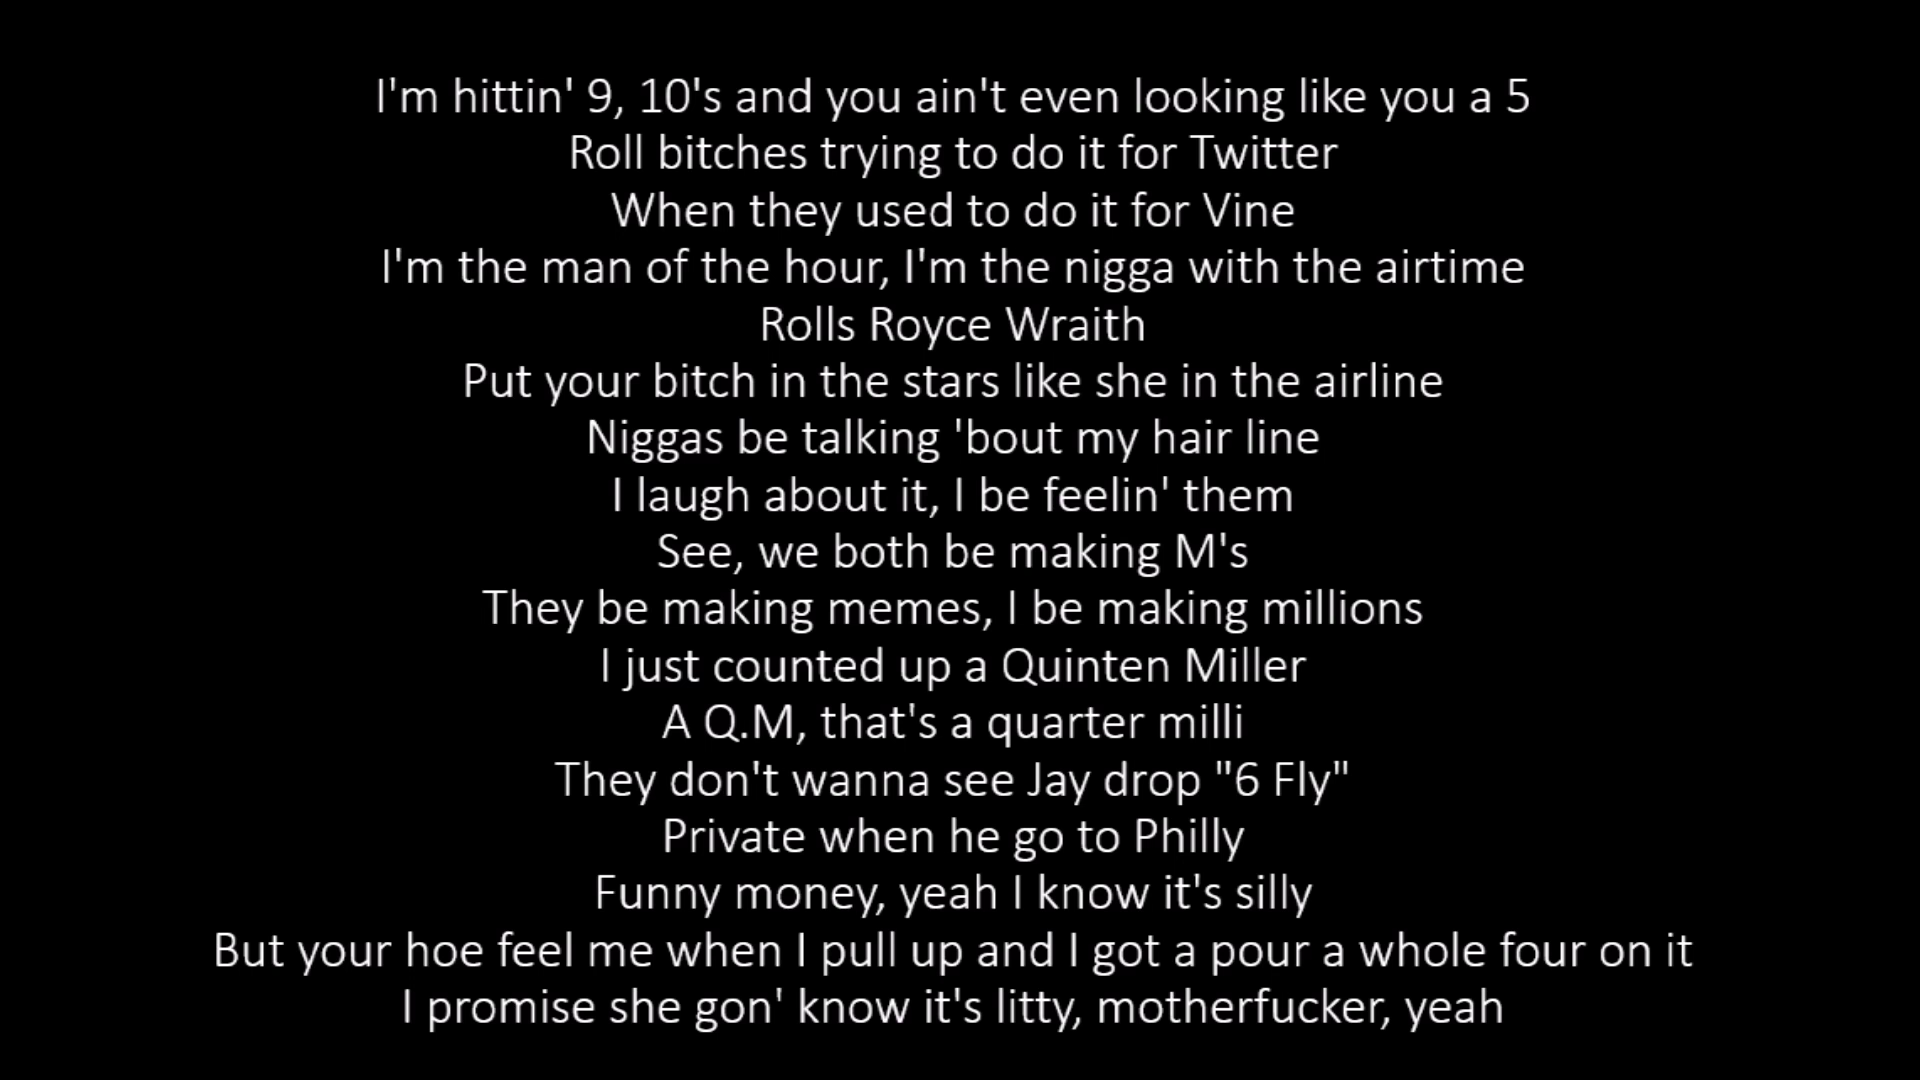 I'm hittin' 9, 10's and you ain't even looking like you a 5
Roll bitches trying to do it for Twitter
When they used to do it for Vine
I'm the man of the hour, I'm the nigga with the airtime
Rolls Royce Wraith
Put your bitch in the stars like she in the airline
Niggas be talking 'bout my hair line
I laugh about it, I be feelin' them
See, we both be making M's
They be making memes, I be making millions
I just counted up a Quinten Miller
A Q.M, that's a quarter milli
They don't wanna see Jay drop "6 Fly"
Private when he go to Philly
Funny money, yeah I know it's silly
But your hoe feel me when I pull up and I got a pour a whole four on it
I promise she gon' know it's litty, motherfucker, yeah